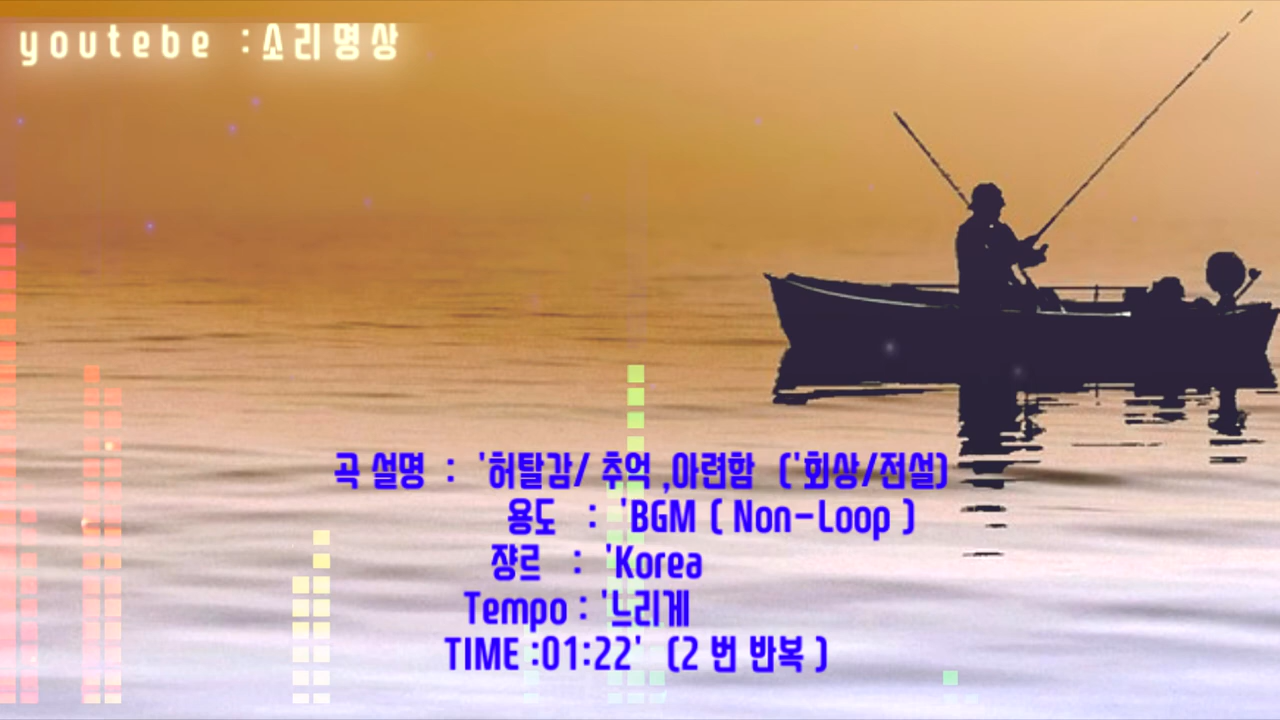 youtebe :소리명상
곡 설명 : '허탈감/ 추억 ,아련함 ('회상/전설)
용도 : 'BGM ( Non-Loop )
쟝르 : 'Korea
Tempo : '느리게
TIME :01:22' (2 번 반복 )